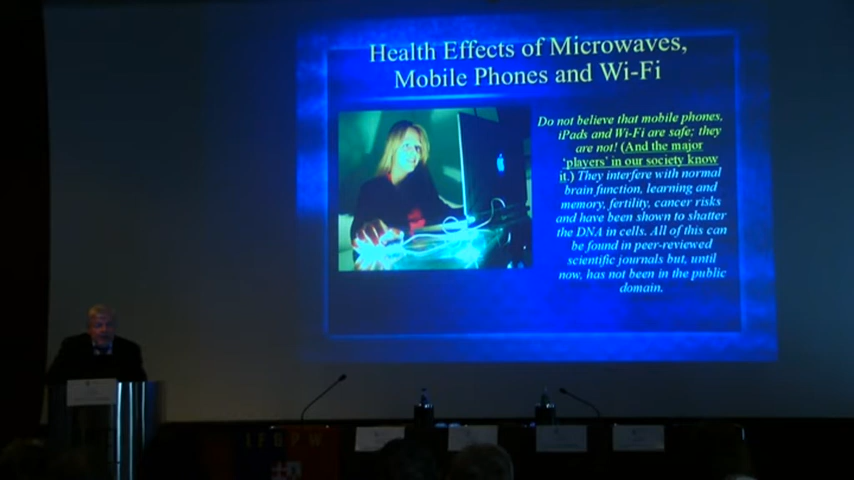 Health Effects of Microwaves,
Mobile Phones and Wi-Fi
Do not believe that mobile phones,
iPads and Wi-Fi are safe; they
are not! (And the major
'players' in our society know
it.) They interfere with normal
brain function, learning and
memory, fertility, cancer risks
and have been shown to shatter
the DNA in cells. All of this can
be found in peer-reviewed
scientific journals but, until
now, has not been in the public
domain.